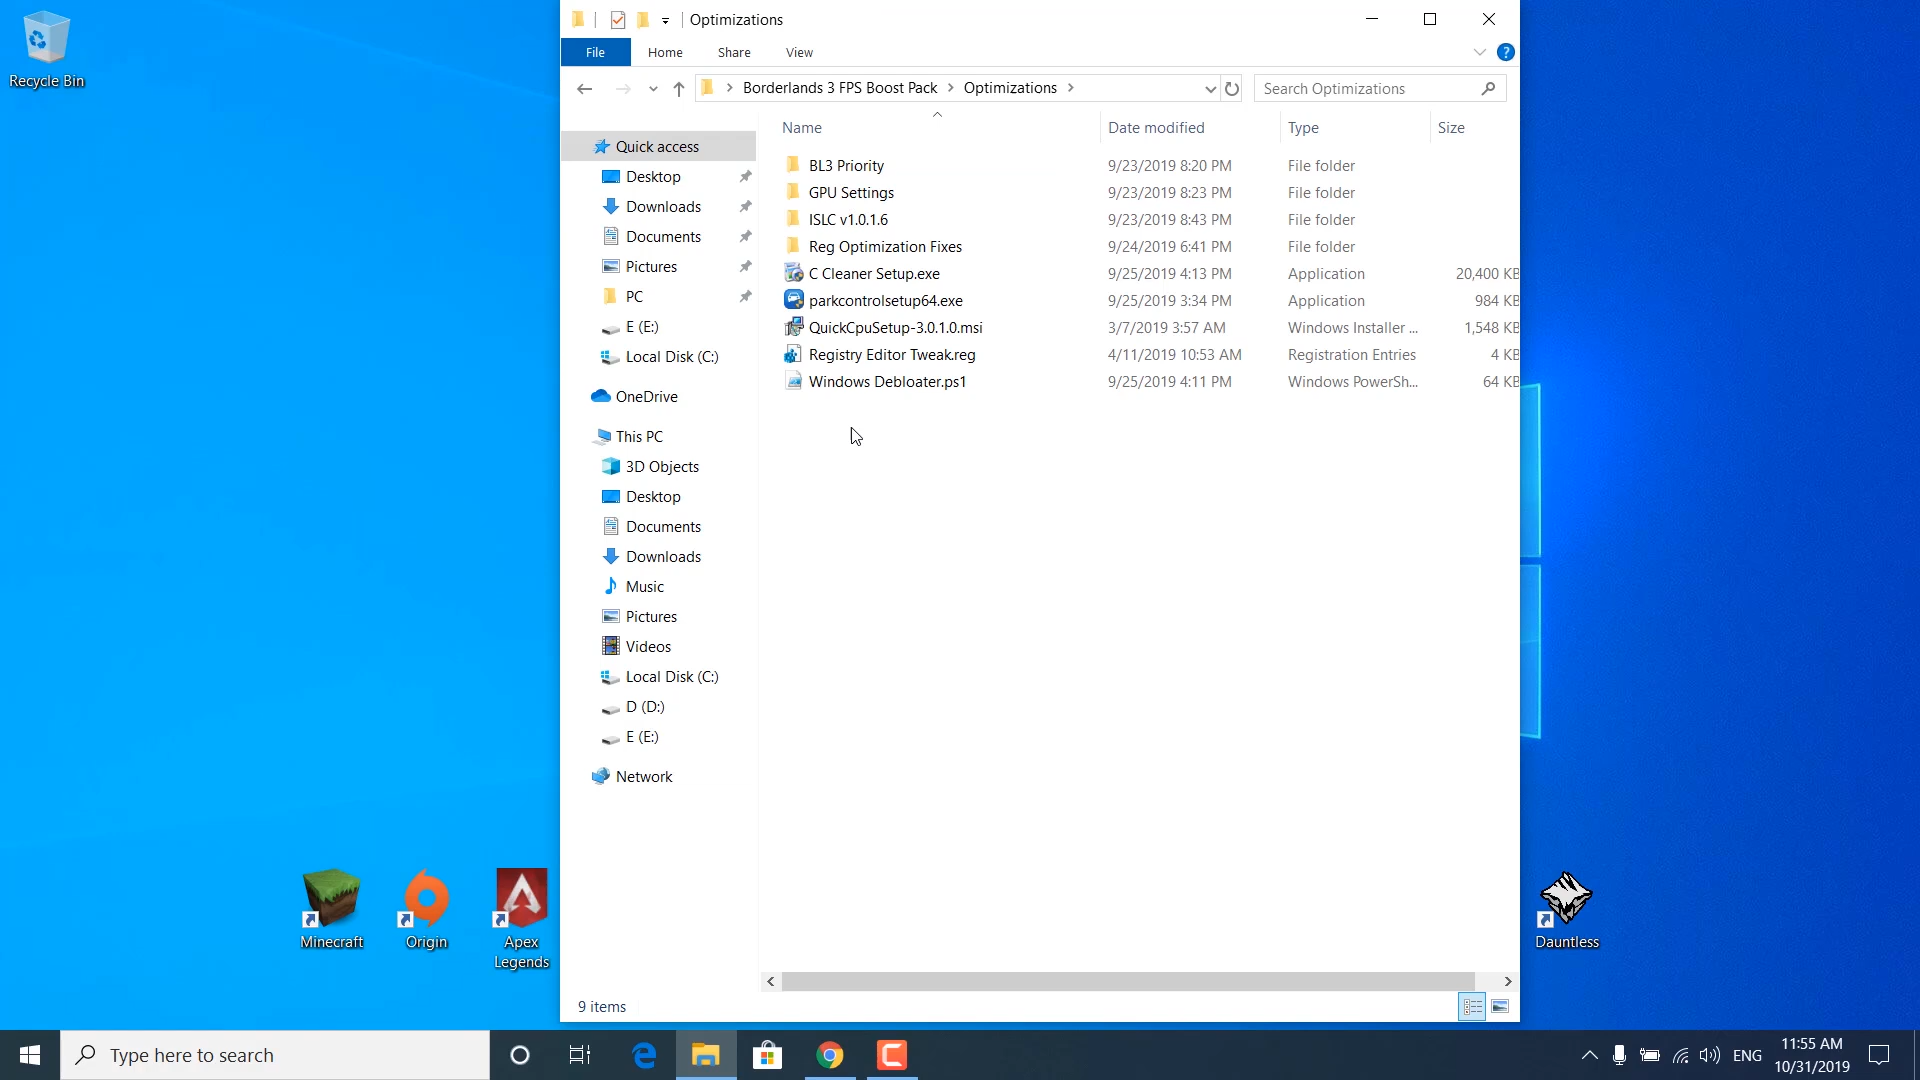 Optimizations
File Home Share View
Borderlands 3 FPS Boost Pack Optimizations
Search Optimizations
Name Date modified Type Size
BL3 Priority 9/23/2019 8:20 PM File folder
GPU Settings 9/23/2019 8:23 PM File folder
ISLC v1.0.1.6 9/23/2019 8:43 PM File folder
Reg Optimization Fixes 9/24/2019 6:41 PM File folder
C Cleaner Setup.exe 9/25/2019 4:13 PM Application 20,400 KB
parkcontrolsetup64.exe 9/25/2019 3:34 PM Application 984 KB
QuickCpuSetup-3.0.1.0.msi 3/7/2019 3:57 AM Windows Installer ... 1,548 KB
Registry Editor Tweak.reg 4/11/2019 10:53 AM Registration Entries 4 KB
Windows Debloater.ps1 9/25/2019 4:11 PM Windows PowerSh... 64 KB
Quick access
Desktop
Downloads
Documents
Pictures
PC
E (E:)
Local Disk (C:)
OneDrive
This PC
3D Objects
Desktop
Documents
Downloads
Music
Pictures
Videos
Local Disk (C:)
D (D:)
E (E:)
Network
9 items
Recycle Bin
Minecraft
Origin
Apex
Legends
Dauntless
Type here to search
ENG
11:55 AM
10/31/2019